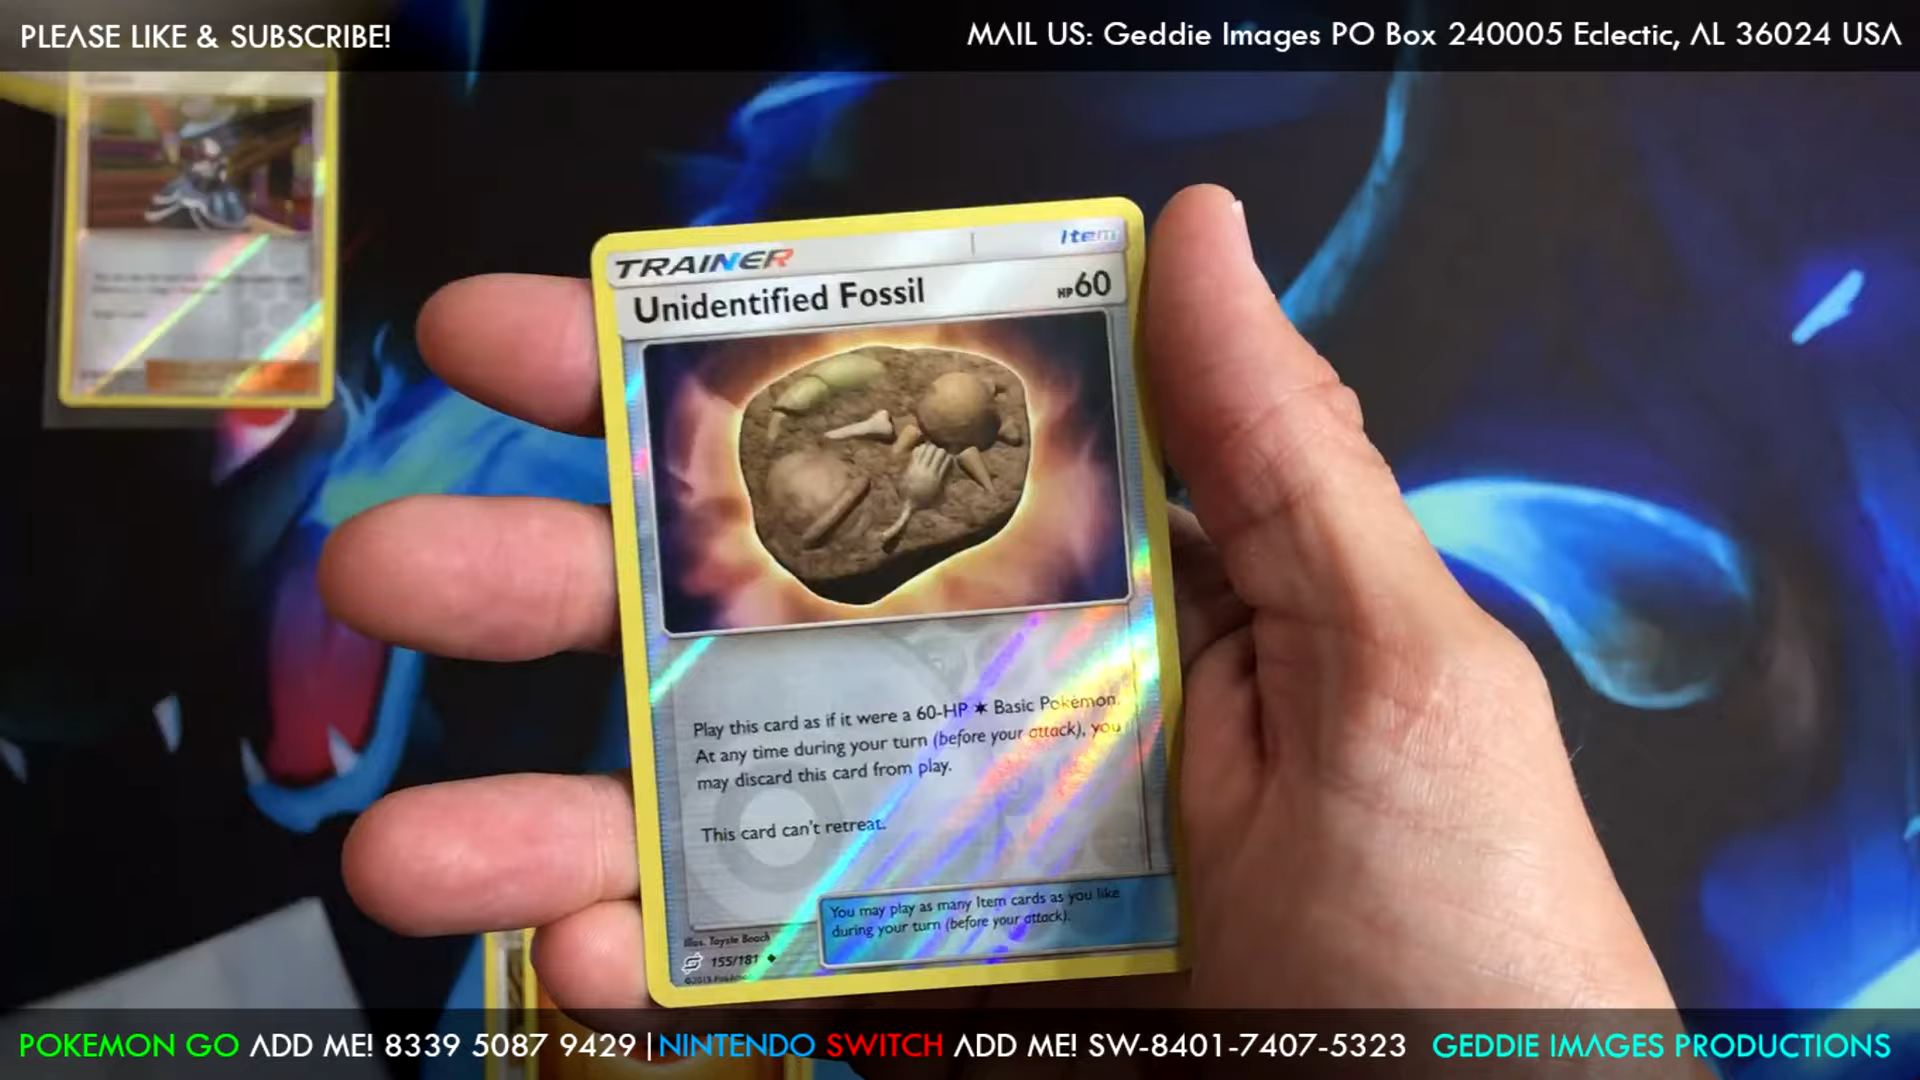 PLEASE LIKE & SUBSCRIBE!
MAIL US: Geddie Images PO Box 240005 Eclectic, AL 36024 USA
TRAINER
Item
Unidentified Fossil
HP60
Play this card as if it were a 60-HP ✶ Basic Pokémon.
At any time during your turn (before your attack), you
may discard this card from play.
This card can't retreat.
You may play as many Item cards as you like
during your turn (before your attack).
Illus. Toyste Beach
155/181 ◆
POKEMON GO ADD ME! 8339 5087 9429 | NINTENDO SWITCH ADD ME! SW-8401-7407-5323 GEDDIE IMAGES PRODUCTIONS